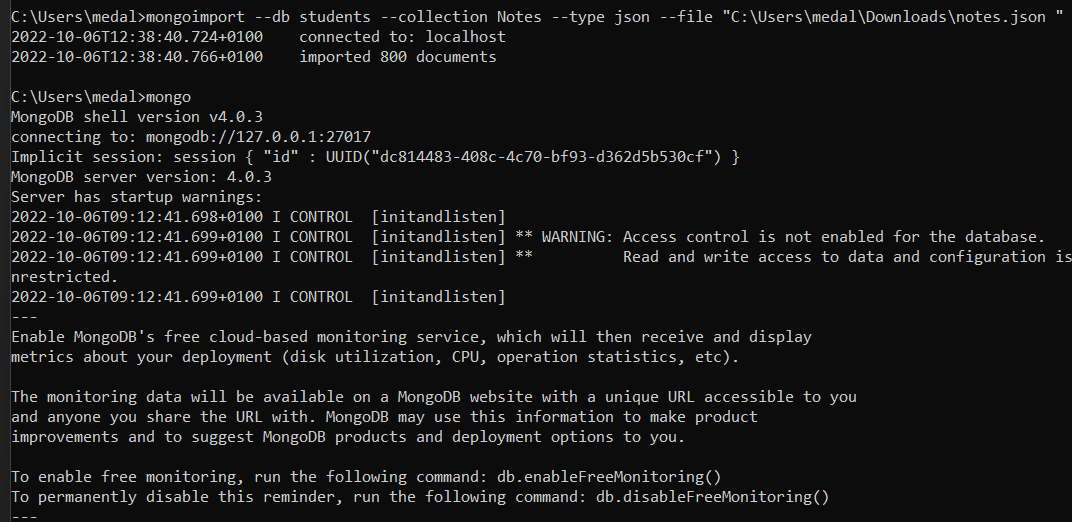 C:\Users\medal>mongoimport --db students --collection Notes --type json --file "C:\Users\medal\Downloads\notes.json "
2022-10-06T12:38:40.724+0100    connected to: localhost
2022-10-06T12:38:40.766+0100    imported 800 documents
C:\Users\medal>mongo
MongoDB shell version v4.0.3
connecting to: mongodb://127.0.0.1:27017
Implicit session: session { "id" : UUID("dc814483-408c-4c70-bf93-d362d5b530cf") }
MongoDB server version: 4.0.3
Server has startup warnings:
2022-10-06T09:12:41.698+0100 I CONTROL  [initandlisten]
2022-10-06T09:12:41.699+0100 I CONTROL  [initandlisten] ** WARNING: Access control is not enabled for the database.
2022-10-06T09:12:41.699+0100 I CONTROL  [initandlisten] **          Read and write access to data and configuration is
nrestricted.
2022-10-06T09:12:41.699+0100 I CONTROL  [initandlisten]
---
Enable MongoDB's free cloud-based monitoring service, which will then receive and display
metrics about your deployment (disk utilization, CPU, operation statistics, etc).
The monitoring data will be available on a MongoDB website with a unique URL accessible to you
and anyone you share the URL with. MongoDB may use this information to make product
improvements and to suggest MongoDB products and deployment options to you.
To enable free monitoring, run the following command: db.enableFreeMonitoring()
To permanently disable this reminder, run the following command: db.disableFreeMonitoring()
---